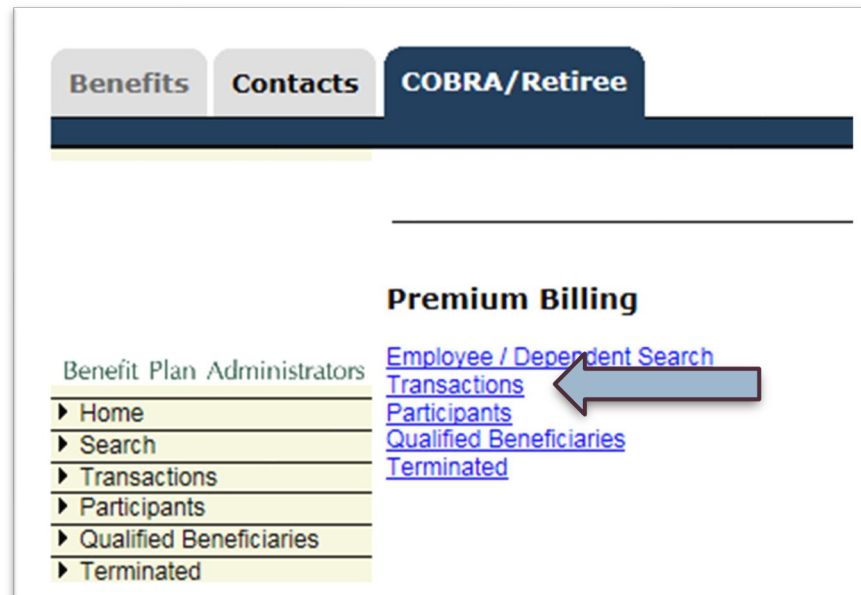 Benefits Contacts COBRA/Retiree
Premium Billing
Employee / Dependent Search
Transactions
Participants
Qualified Beneficiaries
Terminated
Benefit Plan Administrators
Home
Search
Transactions
Participants
Qualified Beneficiaries
Terminated